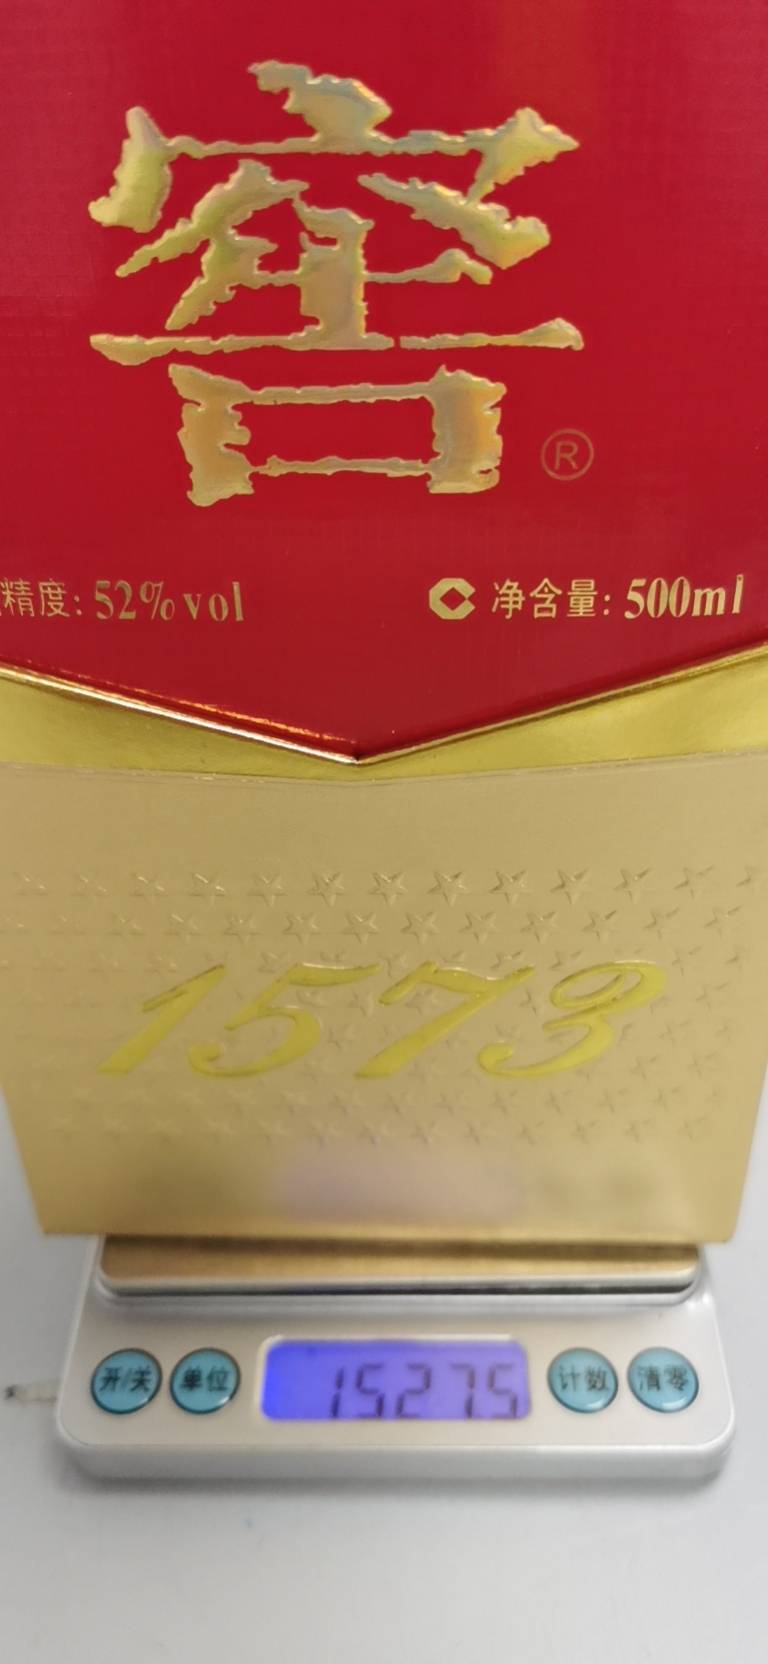 窖
®
精度: 52%vol
净含量: 500ml
1573
开/关
单位
1527.5
计数
清零